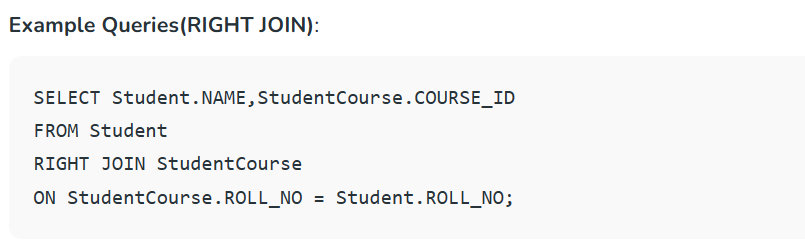 Example Queries(RIGHT JOIN):
SELECT Student.NAME,StudentCourse.COURSE_ID
FROM Student
RIGHT JOIN StudentCourse
ON StudentCourse.ROLL_NO = Student.ROLL_NO;